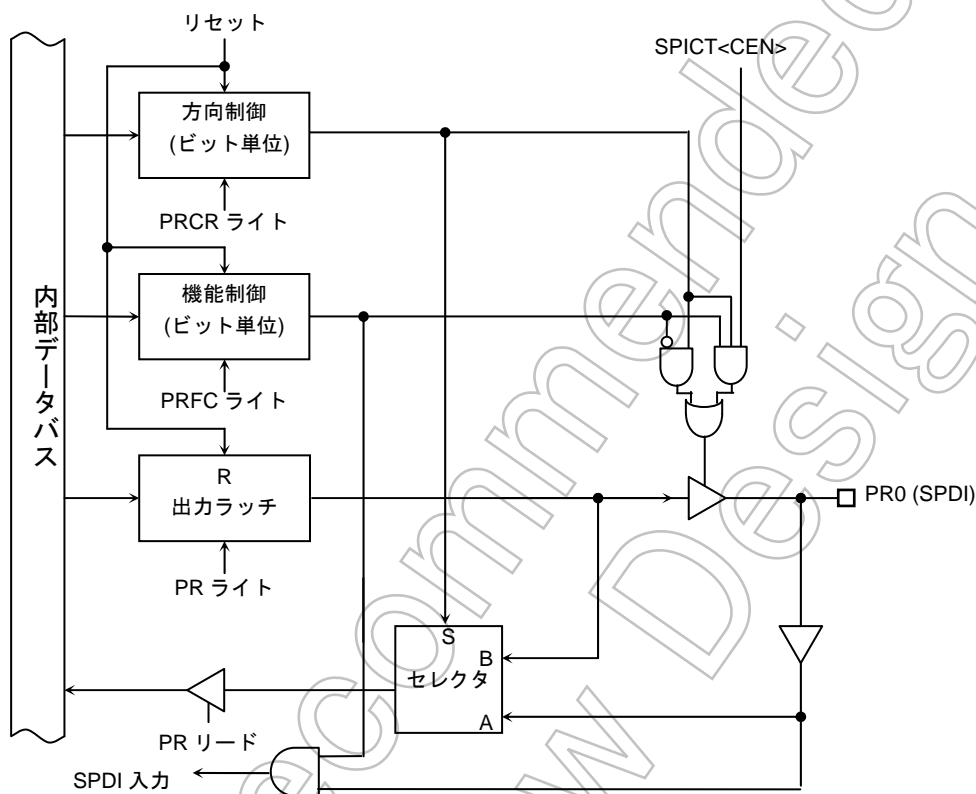 リセット
SPICT<CEN>
方向制御
(ビット単位)
PRCR ライト
内部データバス
機能制御
(ビット単位)
PRFC ライト
R
出力ラッチ
PR ライト
PR0 (SPDI)
S
B
セレクタ
A
PR リード
SPDI 入力